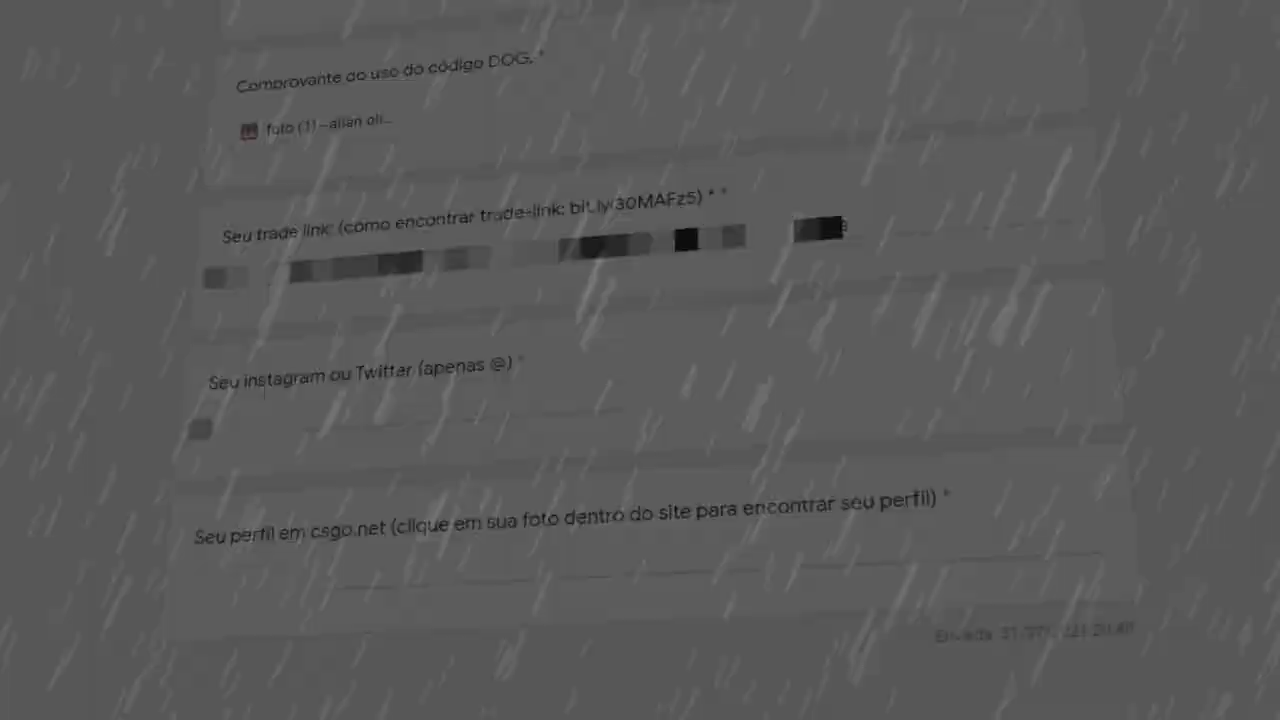 Comprovante do uso do código DOG. *
foto (1) - allan oli...
Seu trade link: (como encontrar trade-link: bit.ly/30MAFz5) * *
Seu instagram ou Twitter (apenas @) *
Seu perfil em csgo.net (clique em sua foto dentro do site para encontrar seu perfil) *